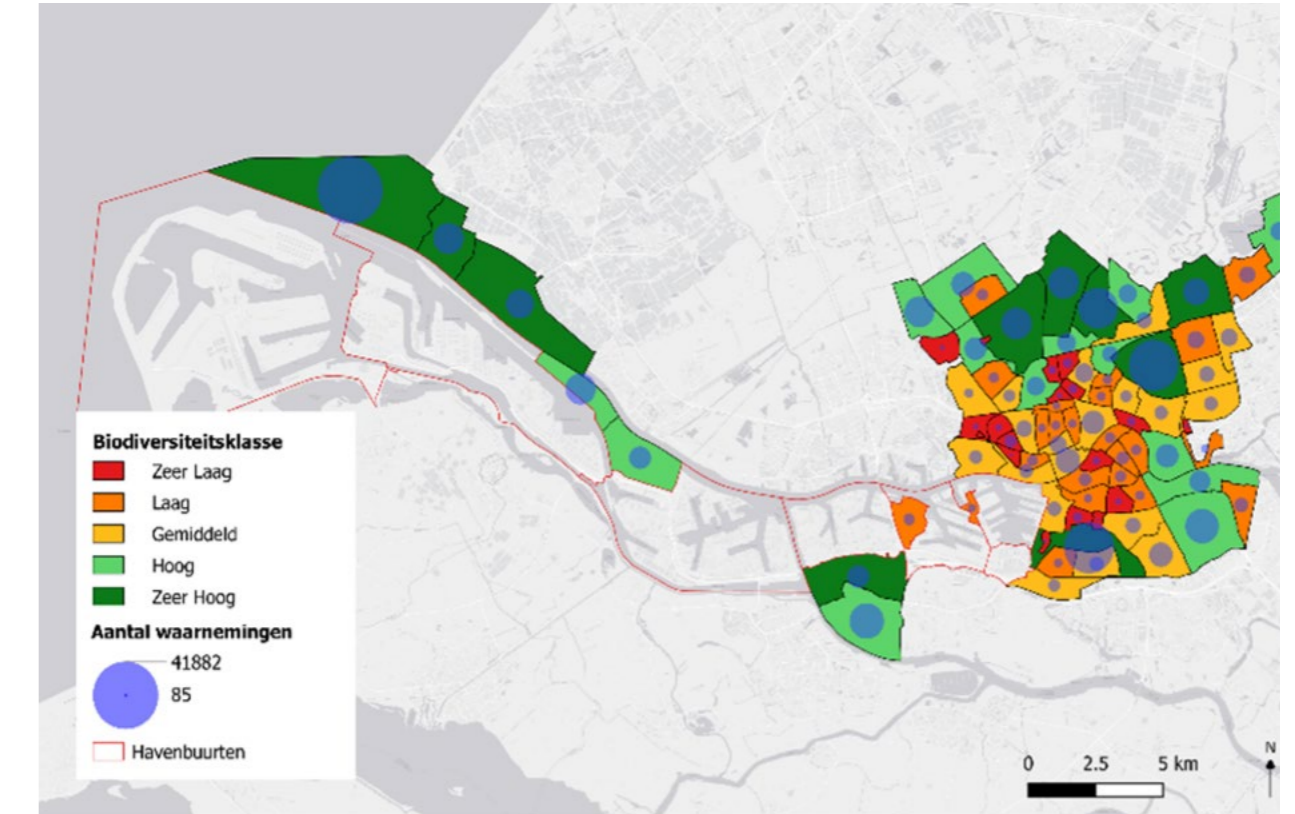 Biodiversiteitsklasse
Zeer Laag
Laag
Gemiddeld
Hoog
Zeer Hoog
Aantal waarnemingen
41882
85
Havenbuurten
0 2.5 5 km
N